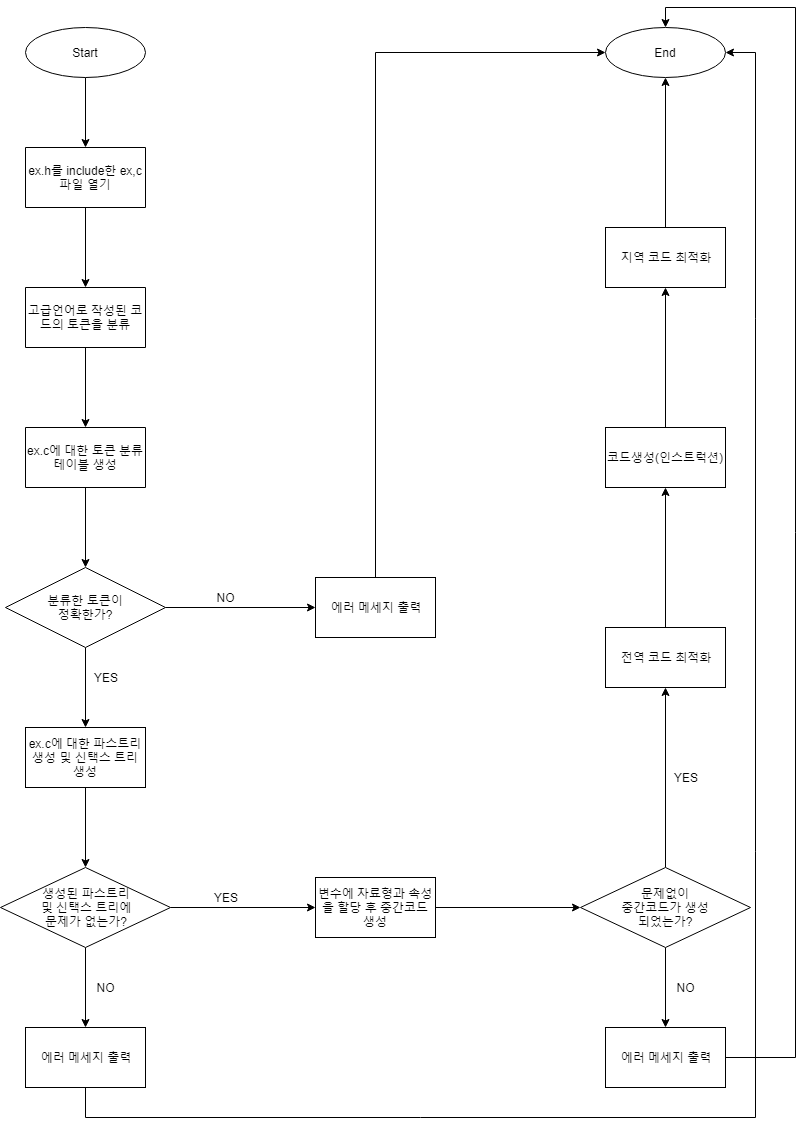 Start
End
ex.h를 include한 ex,c
파일 열기
고급언어로 작성된 코
드의 토큰을 분류
ex.c에 대한 토큰 분류
테이블 생성
분류한 토큰이
정확한가?
NO
에러 메세지 출력
YES
ex.c에 대한 파스트리
생성 및 신택스 트리
생성
생성된 파스트리
및 신택스 트리에
문제가 없는가?
YES
변수에 자료형과 속성
을 할당 후 중간코드
생성
문제없이
중간코드가 생성
되었는가?
NO
에러 메세지 출력
NO
에러 메세지 출력
YES
전역 코드 최적화
코드생성(인스트럭션)
지역 코드 최적화